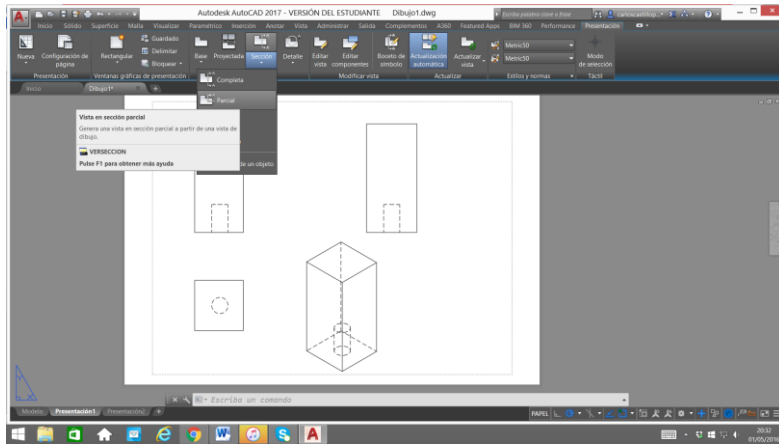 Autodesk AutoCAD 2017 - VERSIÓN DEL ESTUDIANTE Dibujo1.dwg
Escriba palabra clave o frase
Inicio Sólido Superficie Malla Visualizar Paramétrico Inserción Anotar Vista Administrar Salida Complementos A360 Featured Apps BIM 360 Performance Presentación
Nueva Configuración de página
Rectangular
Guardado
Delimitar
Bloquear
Base Proyectada Sección Detalle
Editar vista Editar componentes
Boceto de símbolo
Actualización automática
Actualizar vista
Metric50
Metric50
Modo de selección
Presentación Ventanas gráficas de presentación Modificar vista Actualizar Estilos y normas Táctil
Inicio Dibujo1*
Completa
Parcial
de un objeto
Vista en sección parcial
Genera una vista en sección parcial a partir de una vista de
dibujo.
VERSECCION
Pulse F1 para obtener más ayuda
Escriba un comando
Modelo Presentación1 Presentación2 +
PAPEL
20:32